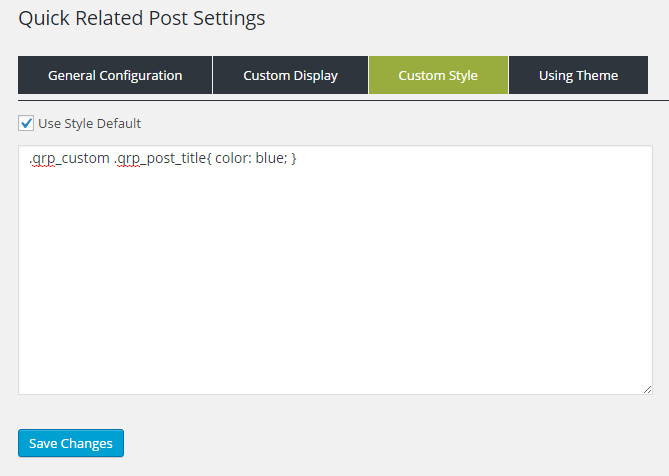 Quick Related Post Settings
General Configuration Custom Display Custom Style Using Theme
Use Style Default
.qrp_custom .qrp_post_title{ color: blue; }
Save Changes